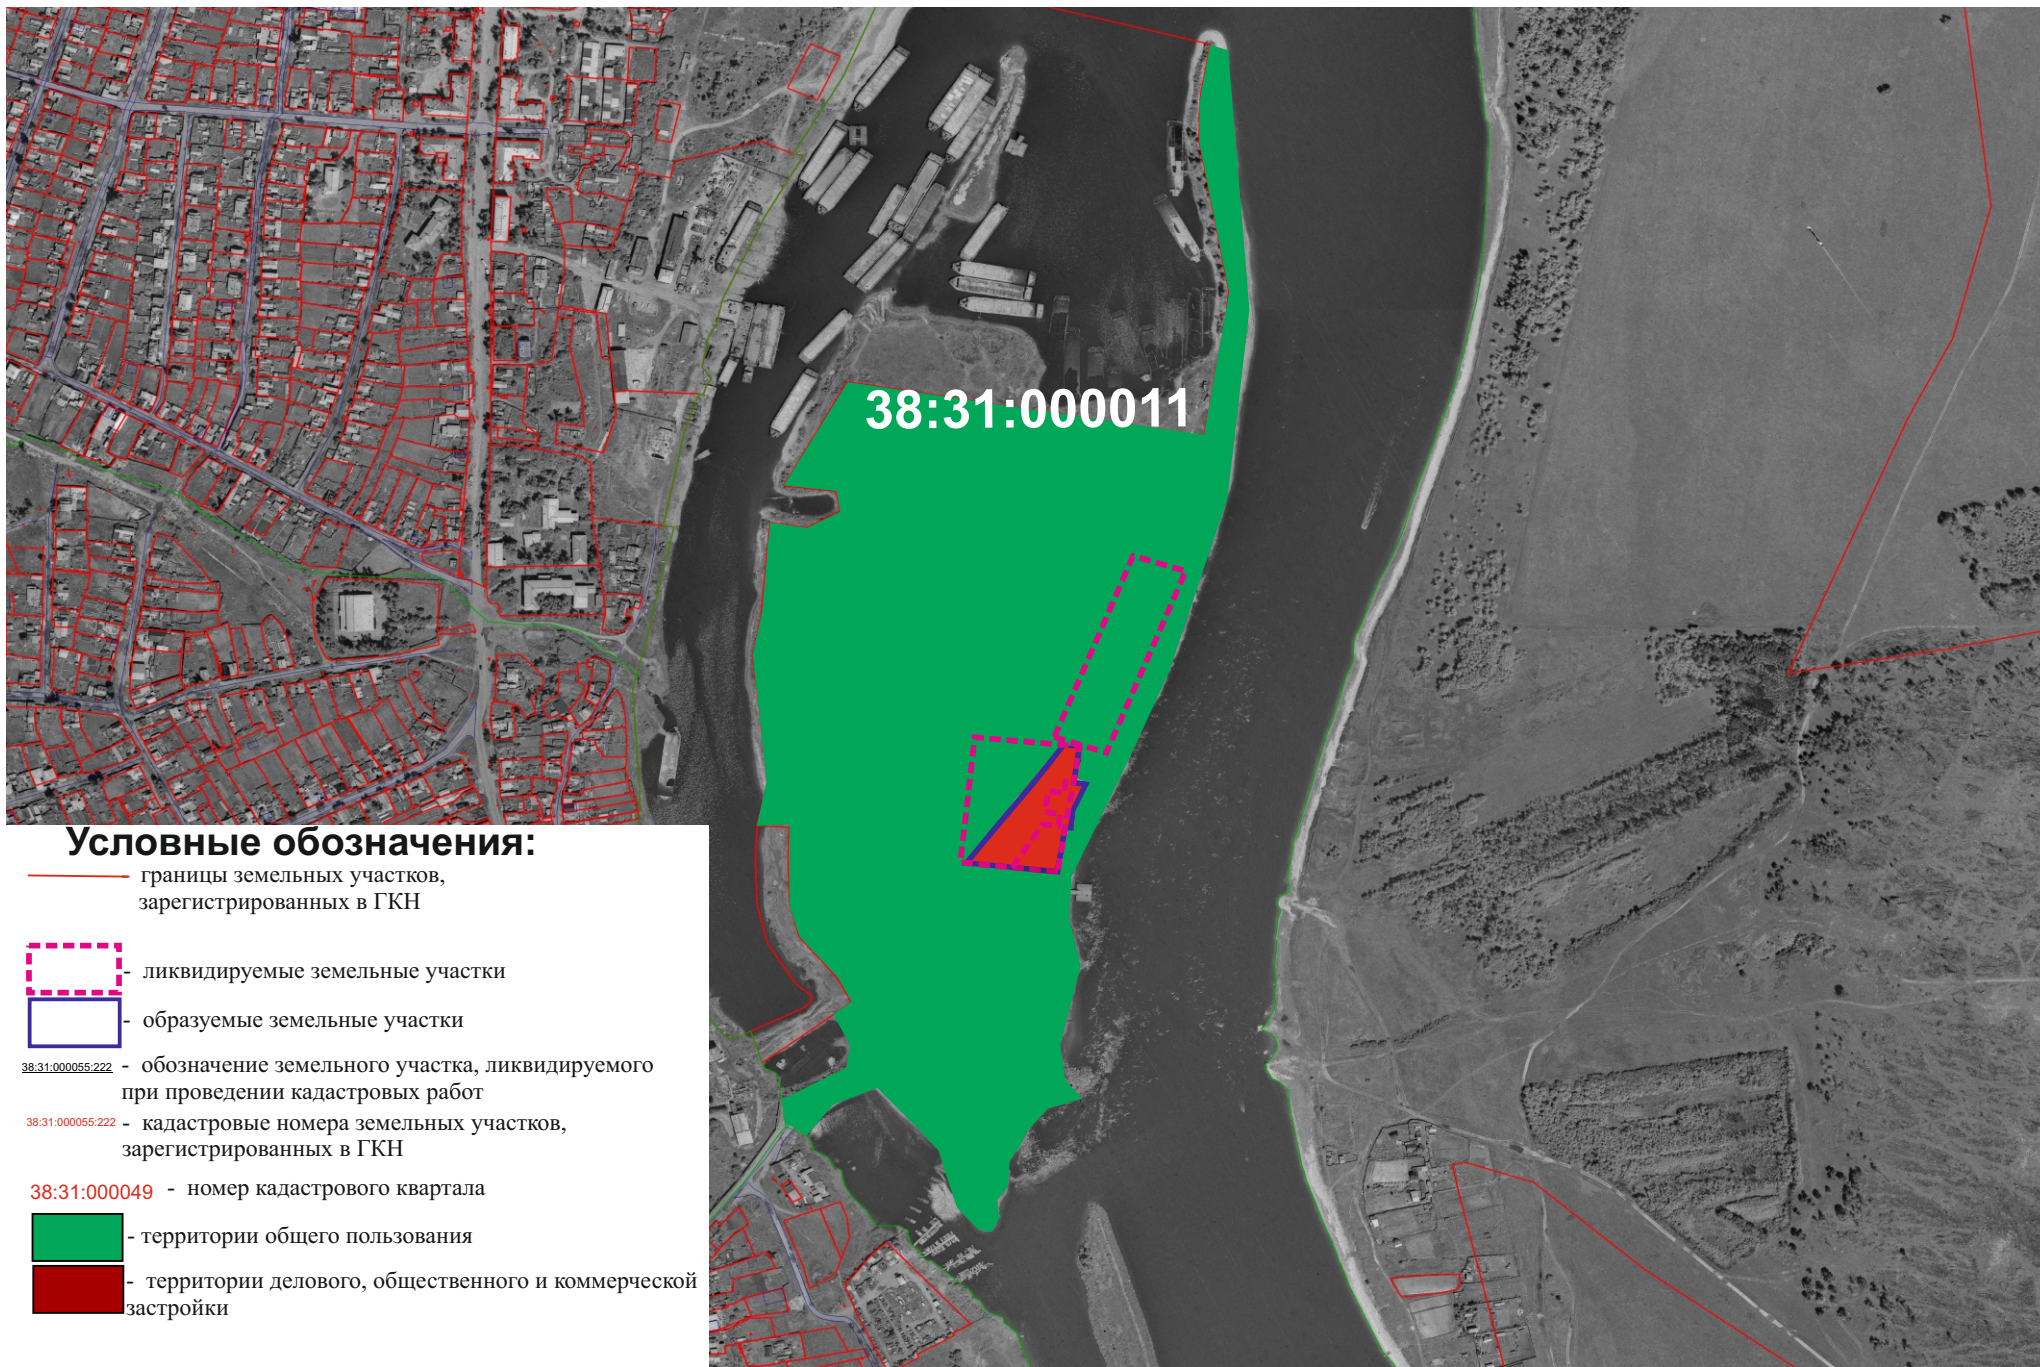 38:31:000011
Условные обозначения:
границы земельных участков,
зарегистрированных в ГКН
- ликвидируемые земельные участки
- образуемые земельные участки
38:31:000055:222 - обозначение земельного участка, ликвидируемого
при проведении кадастровых работ
38:31:000055:222 - кадастровые номера земельных участков,
зарегистрированных в ГКН
38:31:000049 - номер кадастрового квартала
- территории общего пользования
- территории делового, общественного и коммерческой
застройки